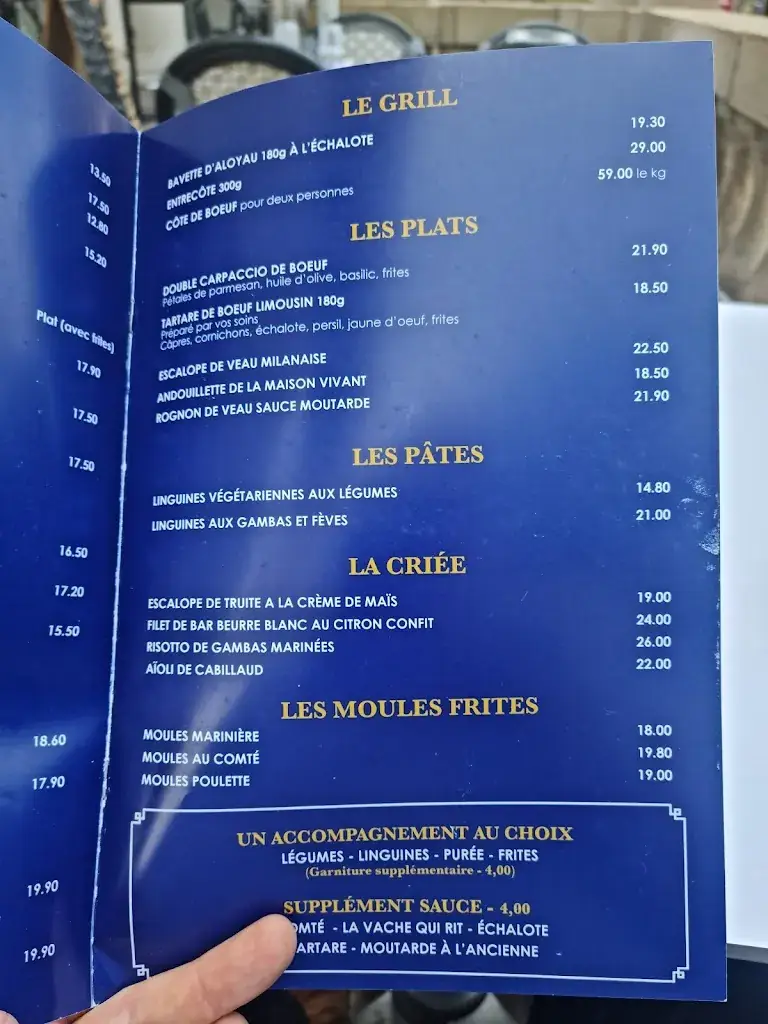 13.50
17.50
12.80
15.20
Plat (avec frites)
17.90
17.50
17.50
16.50
17.20
15.50
18.60
17.90
19.90
19.90
LE GRILL
BAVETTE D'ALOYAU 180g À L'ÉCHALOTE 19.30
ENTRECÔTE 300g 29.00
CÔTE DE BOEUF pour deux personnes 59.00 le kg
LES PLATS
DOUBLE CARPACCIO DE BOEUF 21.90
Pétales de parmesan, huile d'olive, basilic, frites
TARTARE DE BOEUF LIMOUSIN 180g 18.50
Préparé par vos soins
Câpres, cornichons, échalote, persil, jaune d'oeuf, frites
ESCALOPE DE VEAU MILANAISE 22.50
ANDOUILLETTE DE LA MAISON VIVANT 18.50
ROGNON DE VEAU SAUCE MOUTARDE 21.90
LES PÂTES
LINGUINES VÉGÉTARIENNES AUX LÉGUMES 14.80
LINGUINES AUX GAMBAS ET FÈVES 21.00
LA CRIÉE
ESCALOPE DE TRUITE A LA CRÈME DE MAÏS 19.00
FILET DE BAR BEURRE BLANC AU CITRON CONFIT 24.00
RISOTTO DE GAMBAS MARINÉES 26.00
AÏOLI DE CABILLAUD 22.00
LES MOULES FRITES
MOULES MARINIÈRE 18.00
MOULES AU COMTÉ 19.80
MOULES POULETTE 19.00
UN ACCOMPAGNEMENT AU CHOIX
LÉGUMES - LINGUINES - PURÉE - FRITES
(Garniture supplémentaire - 4,00)
SUPPLÉMENT SAUCE - 4,00
OMTÉ - LA VACHE QUI RIT - ÉCHALOTE
ARTARE - MOUTARDE À L'ANCIENNE